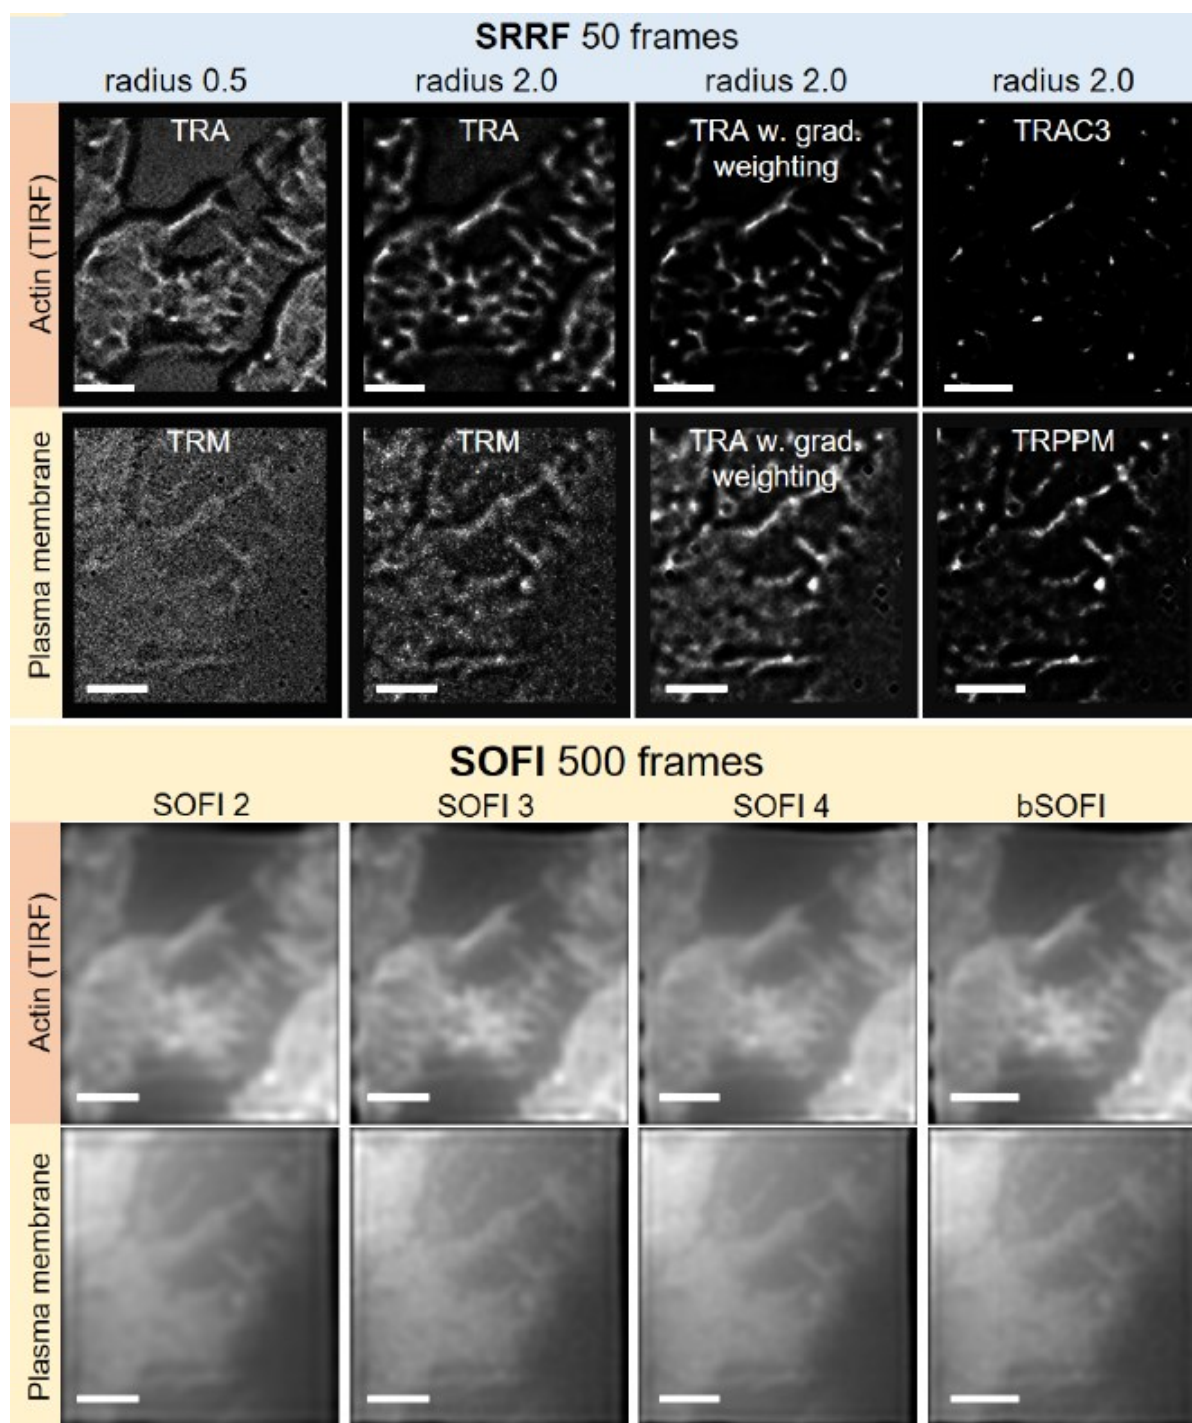 SRRF 50 frames
radius 0.5 radius 2.0 radius 2.0 radius 2.0
Actin (TIRF)
TRA TRA TRA w. grad. TRAC3
weighting
Plasma membrane
TRM TRM TRA w. grad. TRPPM
weighting
SOFI 500 frames
SOFI 2 SOFI 3 SOFI 4 bSOFI
Actin (TIRF)
Plasma membrane